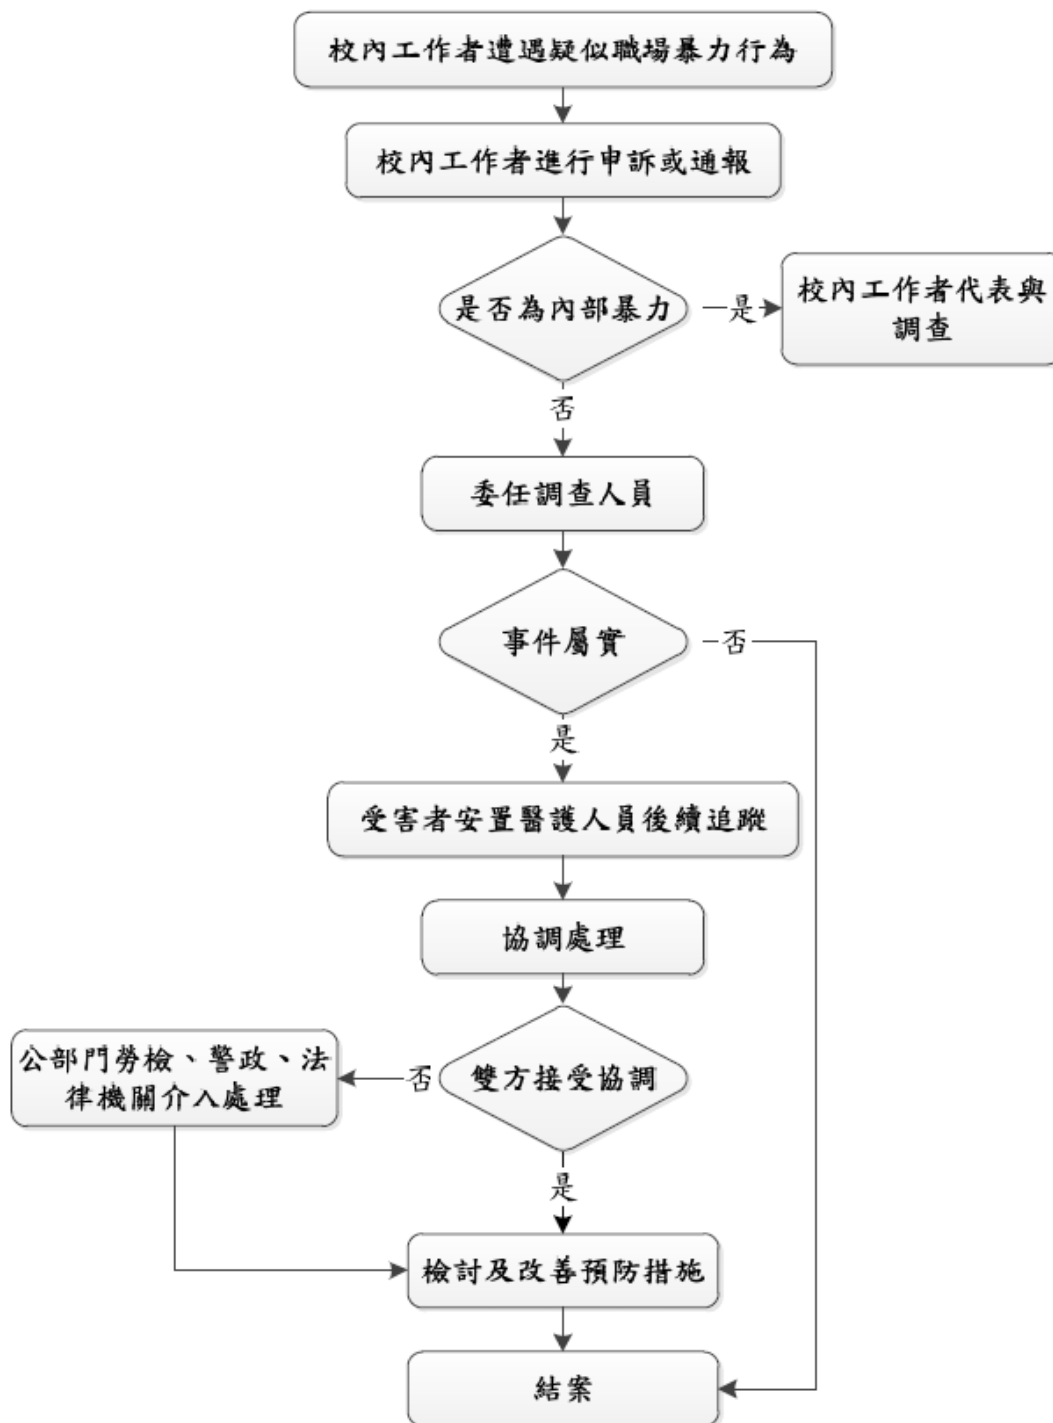 校內工作者遭遇疑似職場暴力行為
校內工作者進行申訴或通報
是否為內部暴力
是
校內工作者代表與
調查
否
委任調查人員
事件屬實
否
是
受害者安置醫護人員後續追蹤
協調處理
公部門勞檢、警政、法
律機關介入處理
否
雙方接受協調
是
檢討及改善預防措施
結案